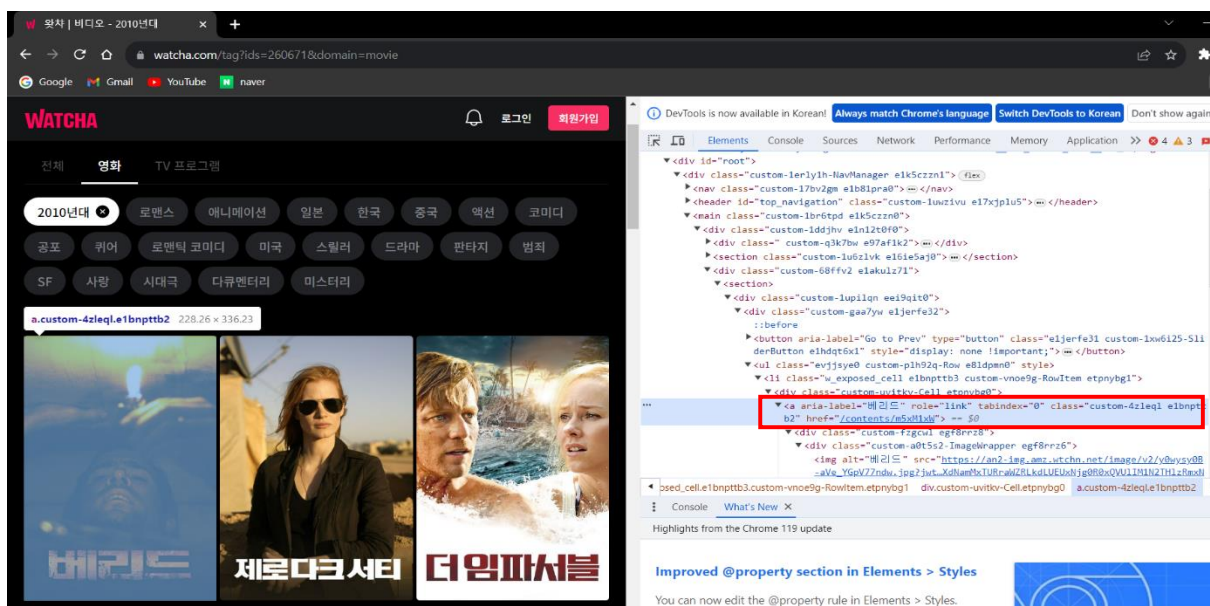 왓챠 | 비디오 - 2010년대
watcha.com/tag?ids=260671&domain=movie
Google Gmail YouTube naver
WATCHA 로그인 회원가입
전체 영화 TV 프로그램
2010년대 로맨스 애니메이션 일본 한국 중국 액션 코미디
공포 퀴어 로맨틱 코미디 미국 스릴러 드라마 판타지 범죄
SF 사랑 시대극 다큐멘터리 미스터리
a.custom-4zleql.e1bnpttb2 228.26 × 336.23
베리드 제로 다크 서티 더 임파서블
DevTools is now available in Korean! Always match Chrome's language Switch DevTools to Korean Don't show again
Elements Console Sources Network Performance Memory Application 4 3
<div id="root">
<div class="custom-1erly1h-NavManager e1k5czzn1"> flex
<nav class="custom-17bv2gm e1b81pra0"> </nav>
<header id="top_navigation" class="custom-1uwzivu e17xjplu5"> </header>
<main class="custom-1br6tpd e1k5czzn0">
<div class="custom-1ddjhv e1n12t0f0">
<div class=" custom-q3k7bw e97af1k2"> </div>
<section class="custom-1u6zlvk e16ie5aj0"> </section>
<div class="custom-68ffv2 e1akulz71">
<section>
<div class="custom-1upilqn eei9qit0">
<div class="custom-gaa7yw e1jerfe32">
::before
<button aria-label="Go to Prev" type="button" class="e1jerfe31 custom-1xw6i25-Sli
derButton e1hdqt6x1" style="display: none !important;"> </button>
<ul class="evjjsye0 custom-plh92q-Row e81dpmn0" style>
<li class="w_exposed_cell e1bnpttb3 custom-vnoe9g-RowItem etpnybg1">
<div class="custom-uvitkv-Cell etpnybg0">
<a aria-label="베리드" role="link" tabindex="0" class="custom-4zleql e1bnptt
b2" href="/contents/m5xM1xW"> == $0
<div class="custom-fzgcwl egf8rrz8">
<div class="custom-a0t5s2-ImageWrapper egf8rrz6">
<img alt="베리드" src="https://an2-img.amz.wtchn.net/image/v2/y0wysy0B
osed_cell.e1bnpttb3.custom-vnoe9g-RowItem.etpnybg1 div.custom-uvitkv-Cell.etpnybg0 a.custom-4zleql.e1bnpttb2
Console What's New
Highlights from the Chrome 119 update
Improved @property section in Elements > Styles
You can now edit the @property rule in Elements > Styles.